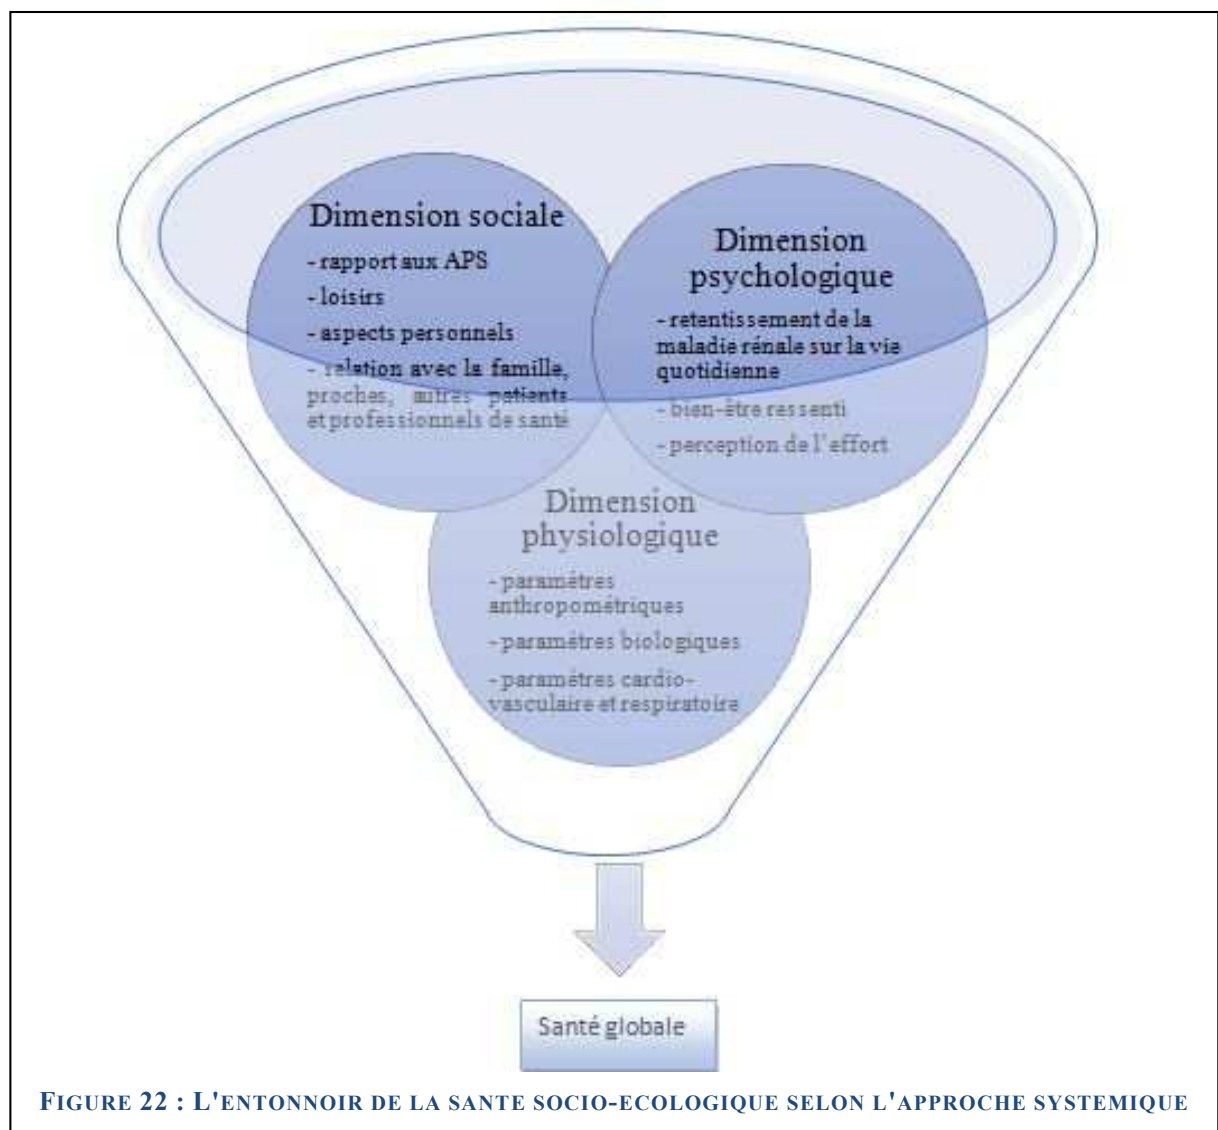 Dimension sociale
- rapport aux APS
- loisirs
- aspects personnels
- relation avec la famille,
proches, autres patients
et professionnels de santé
Dimension
psychologique
- retentissement de la
maladie rénale sur la vie
quotidienne
- bien-être ressenti
- perception de l'effort
Dimension
physiologique
- paramètres
anthropométriques
- paramètres biologiques
- paramètres cardio-
vasculaire et respiratoire
Santé globale
FIGURE 22 : L'ENTONNOIR DE LA SANTE SOCIO-ECOLOGIQUE SELON L'APPROCHE SYSTEMIQUE